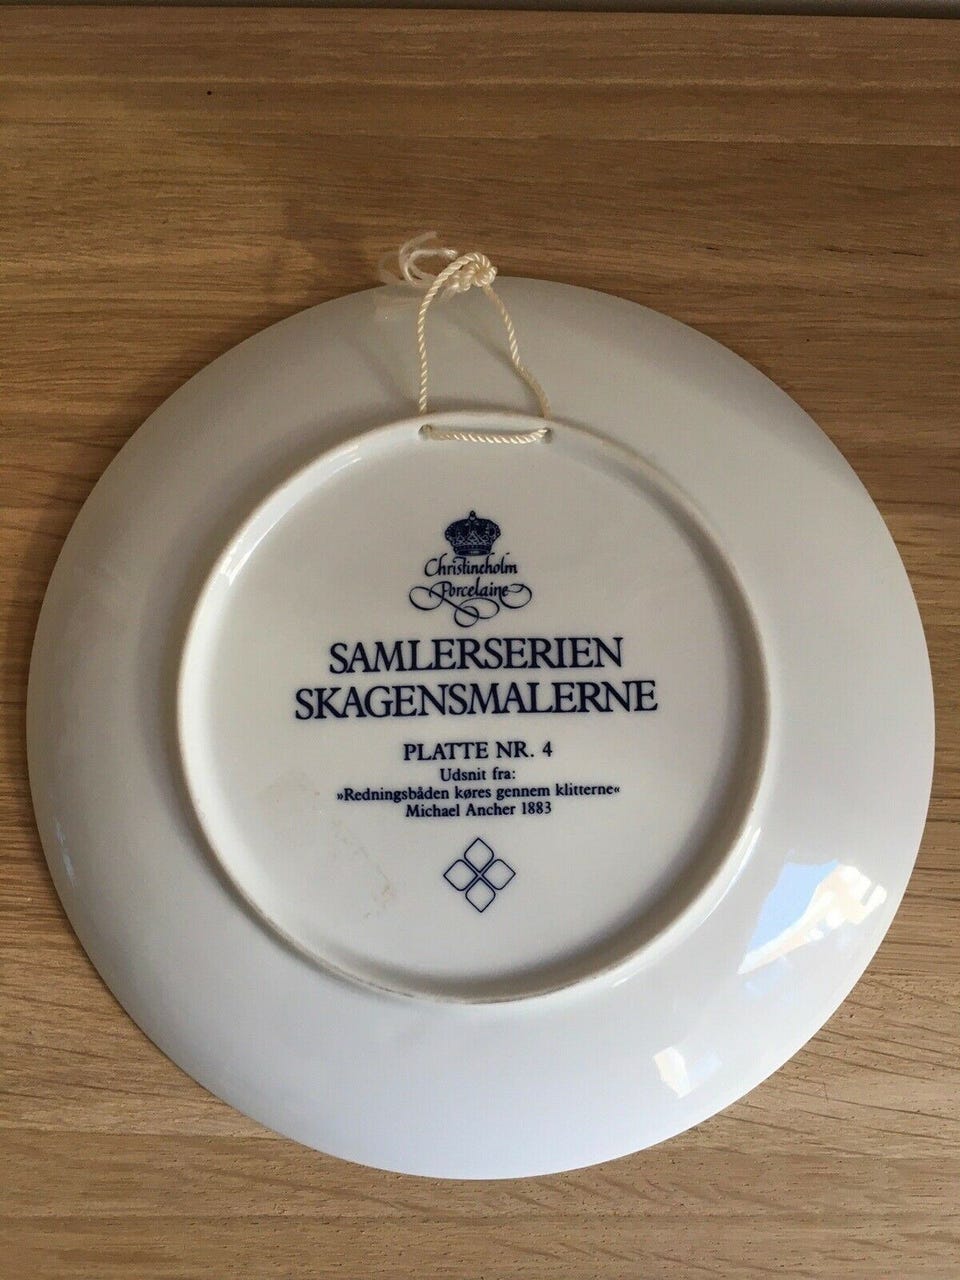 Christineholm
Porcelaine
SAMLERSERIEN
SKAGENSMALERNE
PLATTE NR. 4
Udsnit fra:
»Redningsbåden køres gennem klitterne«
Michael Ancher 1883